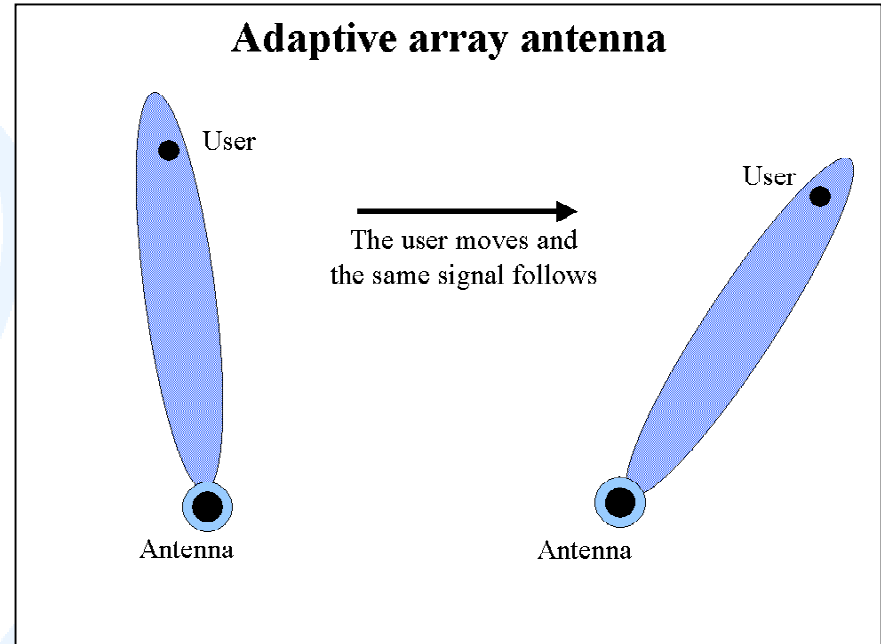 Adaptive array antenna
User
User
The user moves and
the same signal follows
Antenna
Antenna